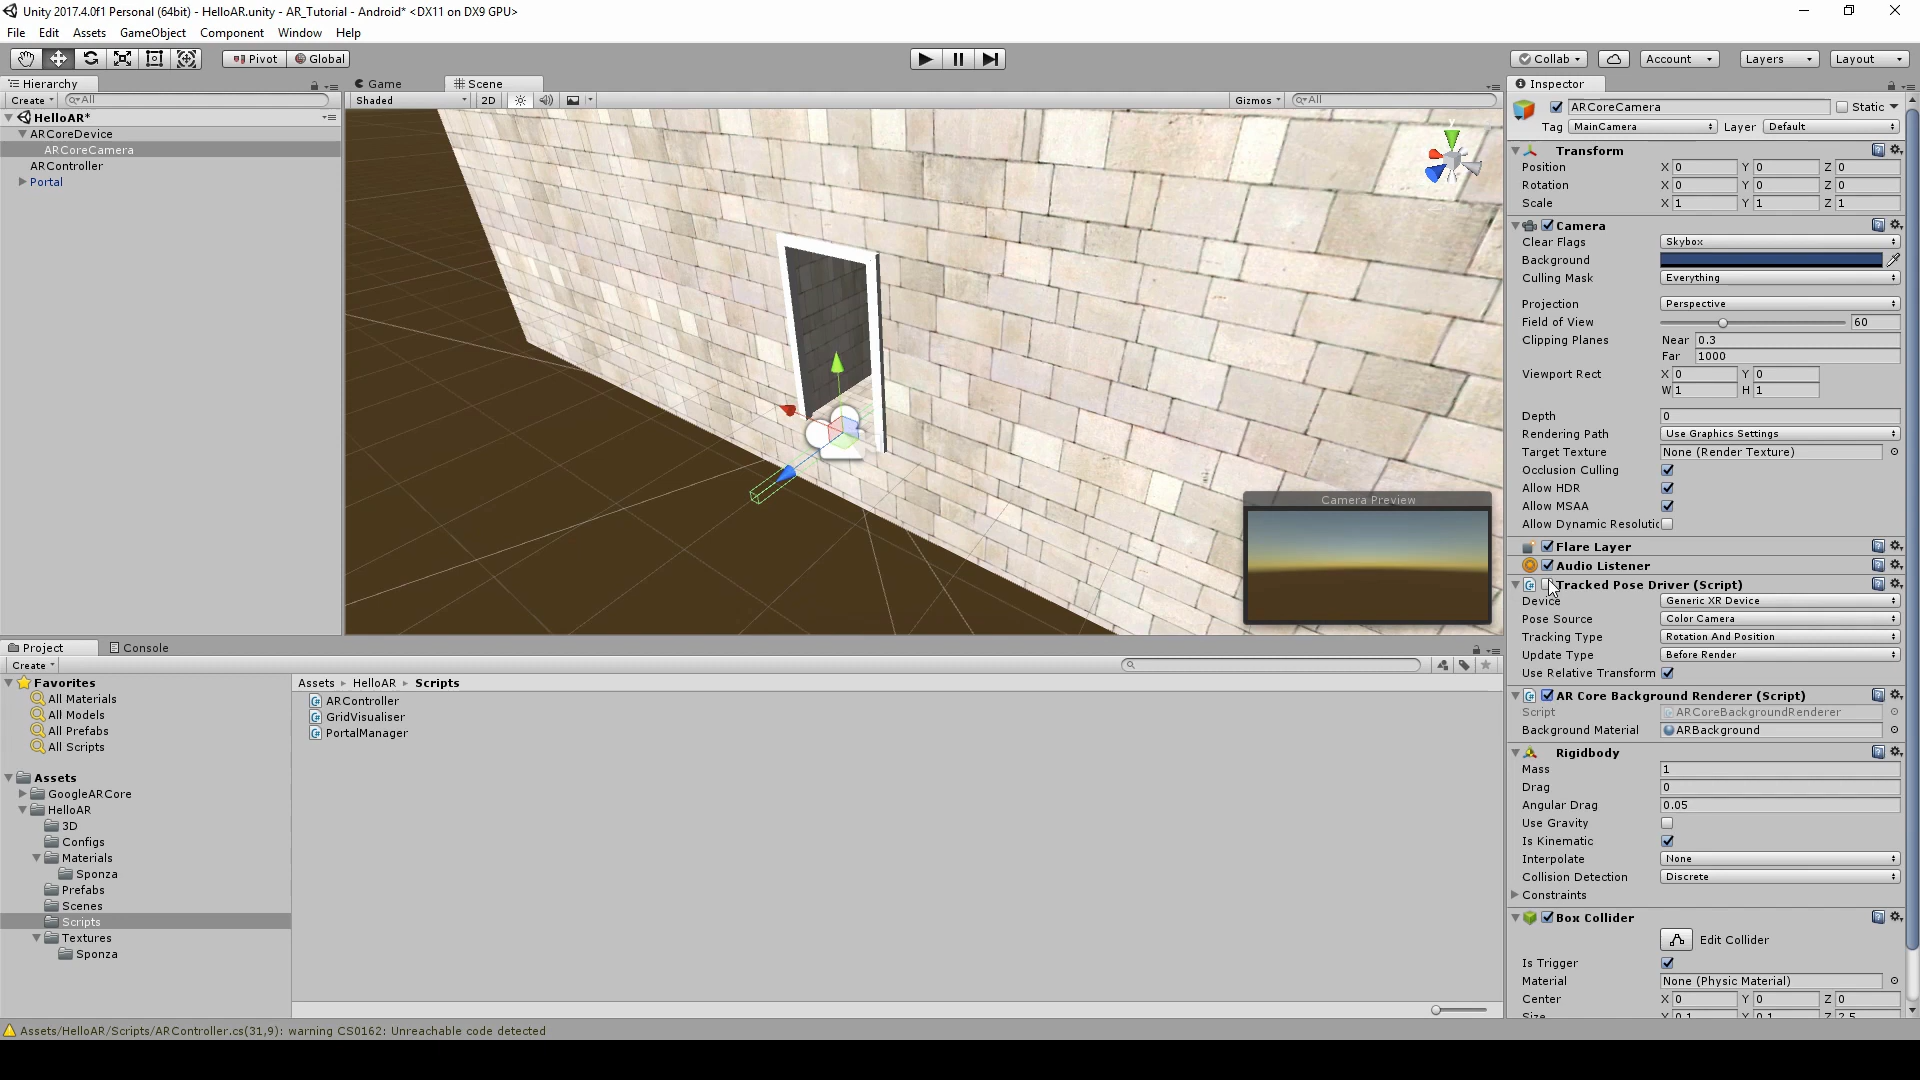 Unity 2017.4.0f1 Personal (64bit) - HelloAR.unity - AR_Tutorial - Android* <DX11 on DX9 GPU>
File Edit Assets GameObject Component Window Help
Pivot Global Collab Account Layers Layout
Hierarchy
Create All
HelloAR*
ARCoreDevice
ARCoreCamera
ARController
Portal
Game Scene
Shaded 2D Gizmos All
Camera Preview
Inspector
ARCoreCamera Static
Tag MainCamera Layer Default
Transform
Position X 0 Y 0 Z 0
Rotation X 0 Y 0 Z 0
Scale X 1 Y 1 Z 1
Camera
Clear Flags Skybox
Background
Culling Mask Everything
Projection Perspective
Field of View 60
Clipping Planes Near 0.3
Far 1000
Viewport Rect X 0 Y 0
W 1 H 1
Depth 0
Rendering Path Use Graphics Settings
Target Texture None (Render Texture)
Occlusion Culling
Allow HDR
Allow MSAA
Allow Dynamic Resolutic
Flare Layer
Audio Listener
Tracked Pose Driver (Script)
Device Generic XR Device
Pose Source Color Camera
Tracking Type Rotation And Position
Update Type Before Render
Use Relative Transform
AR Core Background Renderer (Script)
Script ARCoreBackgroundRenderer
Background Material ARBackground
Rigidbody
Mass 1
Drag 0
Angular Drag 0.05
Use Gravity
Is Kinematic
Interpolate None
Collision Detection Discrete
Constraints
Box Collider
Edit Collider
Is Trigger
Material None (Physic Material)
Center X 0 Y 0 Z 0
Size X 0.1 Y 0.1 Z 2.5
Project Console
Create
Favorites
All Materials
All Models
All Prefabs
All Scripts
Assets
GoogleARCore
HelloAR
3D
Configs
Materials
Sponza
Prefabs
Scenes
Scripts
Textures
Sponza
Assets HelloAR Scripts
ARController
GridVisualiser
PortalManager
Assets/HelloAR/Scripts/ARController.cs(31,9): warning CS0162: Unreachable code detected